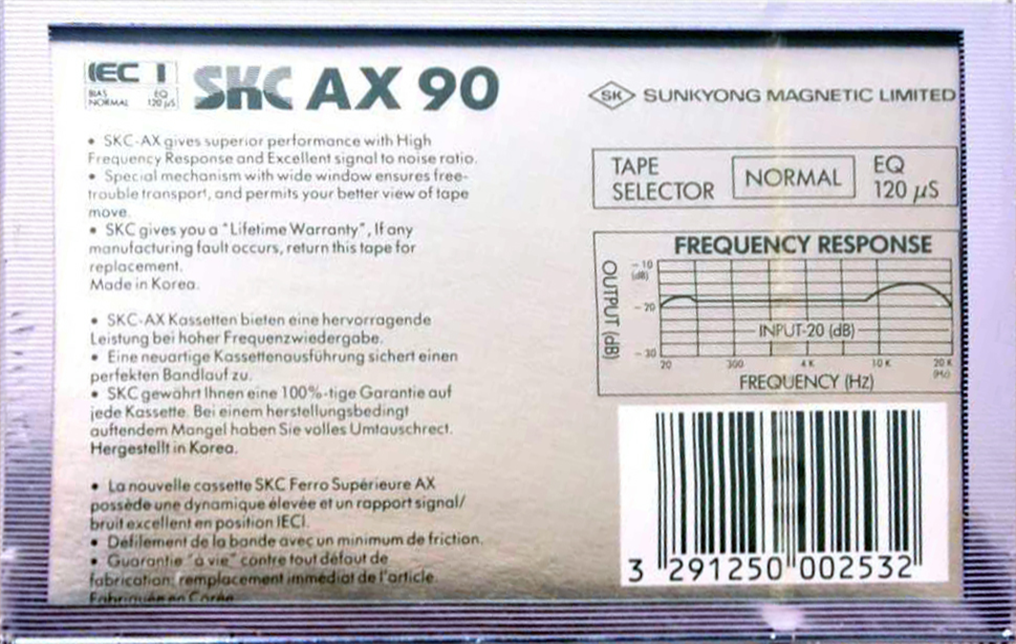 IEC I
BIAS EQ
NORMAL 120 µS
SKC AX 90
• SKC-AX gives superior performance with High
Frequency Response and Excellent signal to noise ratio.
• Special mechanism with wide window ensures free-
trouble transport, and permits your better view of tape
move.
• SKC gives you a "Lifetime Warranty", If any
manufacturing fault occurs, return this tape for
replacement.
Made in Korea.
• SKC-AX Kassetten bieten eine hervorragende
Leistung bei hoher Frequenzwiedergabe.
• Eine neuartige Kassettenausführung sichert einen
perfekten Bandlauf zu.
• SKC gewährt Ihnen eine 100%-tige Garantie auf
jede Kassette. Bei einem herstellungsbedingt
auftendem Mangel haben Sie volles Umtauschrect.
Hergestellt in Korea.
• La nouvelle cassette SKC Ferro Supérieure AX
possède une dynamique élevée et un rapport signal/
bruit excellent en position IECI.
• Défilement de la bande avec un minimum de friction.
• Guarantie "a vie" contre tout défaut de
fabrication; remplacement immédiat de l'article.
Fabriquée en Corée
SK SUNKYONG MAGNETIC LIMITED
TAPE
SELECTOR
NORMAL
EQ
120 µS
FREQUENCY RESPONSE
OUTPUT (dB)
-10
(dB)
-20
-30
INPUT-20 (dB)
20 300 4K 10K 20K
(Hz)
FREQUENCY (Hz)
3 291250 002532